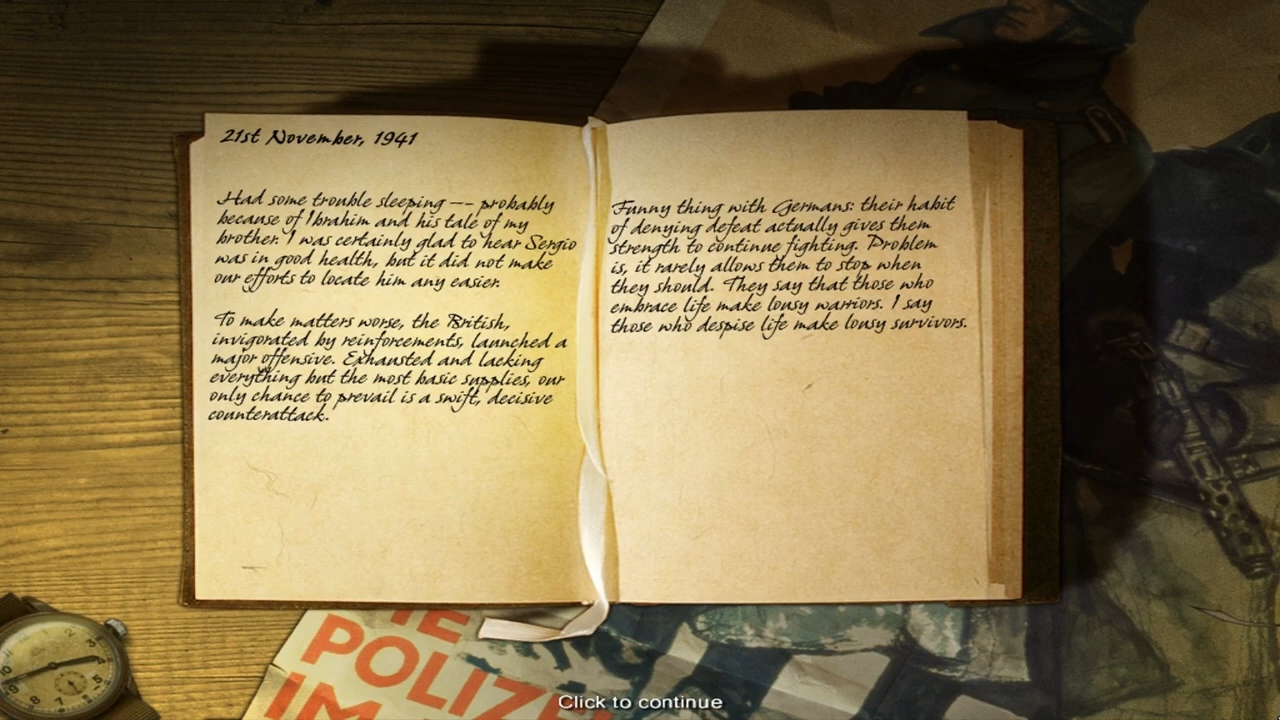 21st November, 1941
Had some trouble sleeping -- probably
because of Ibrahim and his tale of my
brother. I was certainly glad to hear Sergio
was in good health, but it did not make
our efforts to locate him any easier.
To make matters worse, the British,
invigorated by reinforcements, launched a
major offensive. Exhausted and lacking
everything but the most basic supplies, our
only chance to prevail is a swift, decisive
counterattack.
Funny thing with Germans: their habit
of denying defeat actually gives them
strength to continue fighting. Problem
is, it rarely allows them to stop when
they should. They say that those who
embrace life make lousy warriors. I say
those who despise life make lousy survivors.
IM
Click to continue